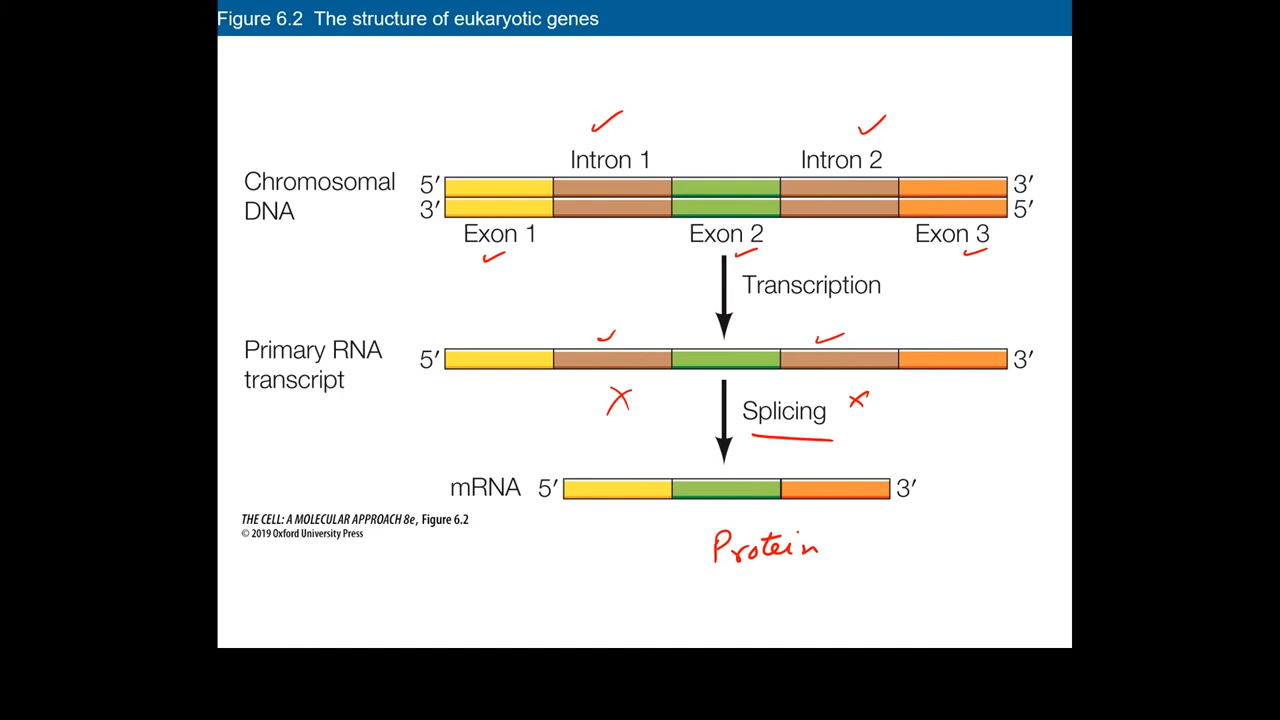 Figure 6.2 The structure of eukaryotic genes
Intron 1 Intron 2
Chromosomal
DNA
5′ 3′
3′ 5′
Exon 1 Exon 2 Exon 3
Transcription
Primary RNA
transcript
5′ 3′
Splicing
mRNA 5′ 3′
THE CELL: A MOLECULAR APPROACH 8e, Figure 6.2
© 2019 Oxford University Press
Protein